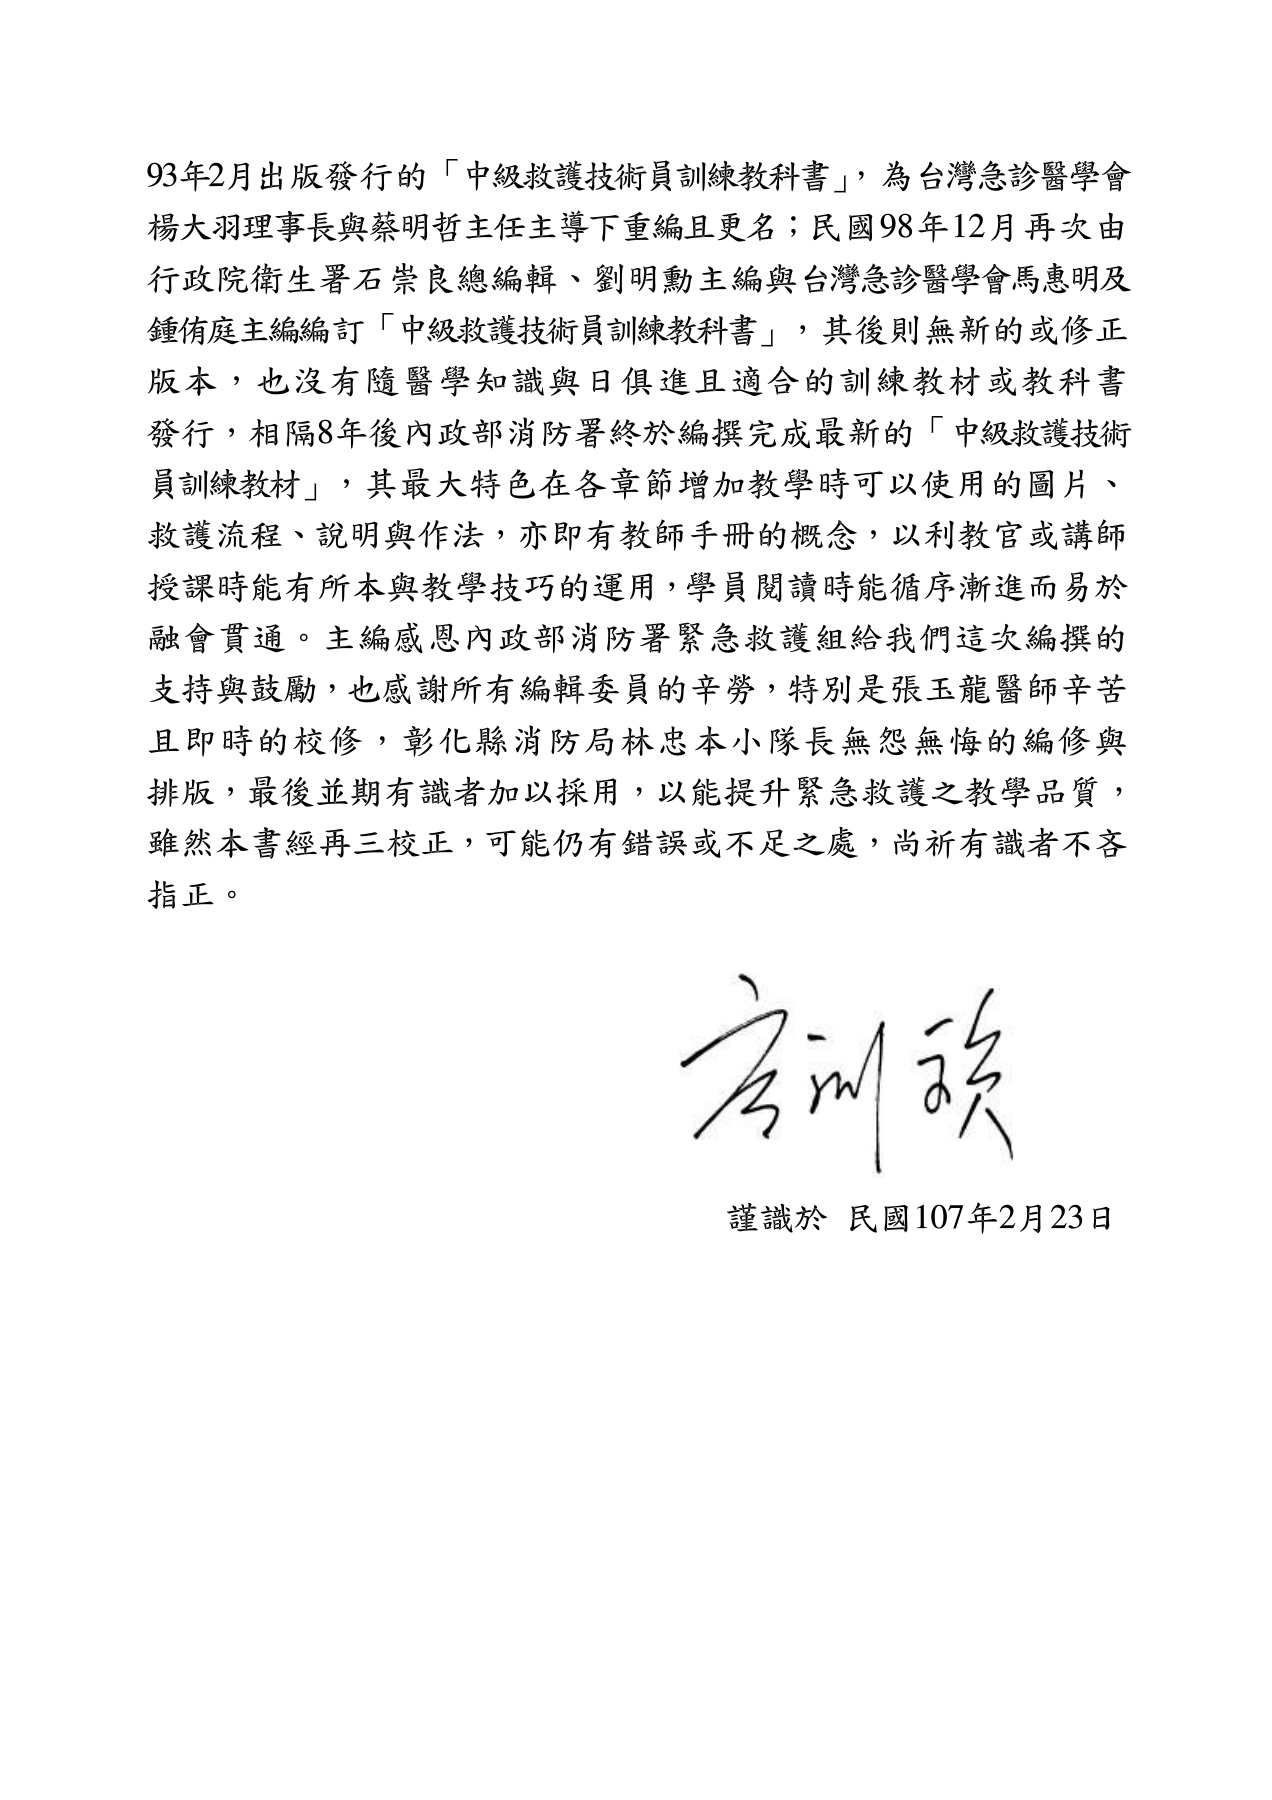 93年2月出版發行的「中級救護技術員訓練教科書」，為台灣急診醫學會
楊大羽理事長與蔡明哲主任主導下重編且更名；民國98年12月再次由
行政院衛生署石崇良總編輯、劉明勳主編與台灣急診醫學會馬惠明及
鍾侑庭主編編訂「中級救護技術員訓練教科書」，其後則無新的或修正
版本，也沒有隨醫學知識與日俱進且適合的訓練教材或教科書
發行，相隔8年後內政部消防署終於編撰完成最新的「中級救護技術
員訓練教材」，其最大特色在各章節增加教學時可以使用的圖片、
救護流程、說明與作法，亦即有教師手冊的概念，以利教官或講師
授課時能有所本與教學技巧的運用，學員閱讀時能循序漸進而易於
融會貫通。主編感恩內政部消防署緊急救護組給我們這次編撰的
支持與鼓勵，也感謝所有編輯委員的辛勞，特別是張玉龍醫師辛苦
且即時的校修，彰化縣消防局林忠本小隊長無怨無悔的編修與
排版，最後並期有識者加以採用，以能提升緊急救護之教學品質，
雖然本書經再三校正，可能仍有錯誤或不足之處，尚祈有識者不吝
指正。
謹識於 民國107年2月23日